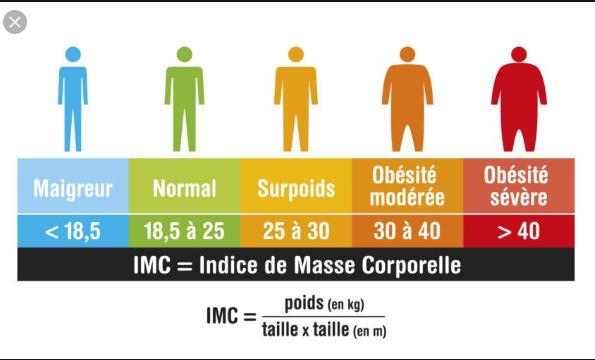 Maigreur
Normal
Surpoids
Obésité
modérée
Obésité
sévère
< 18,5
18,5 à 25
25 à 30
30 à 40
> 40
IMC = Indice de Masse Corporelle
IMC = poids (en kg)
taille x taille (en m)